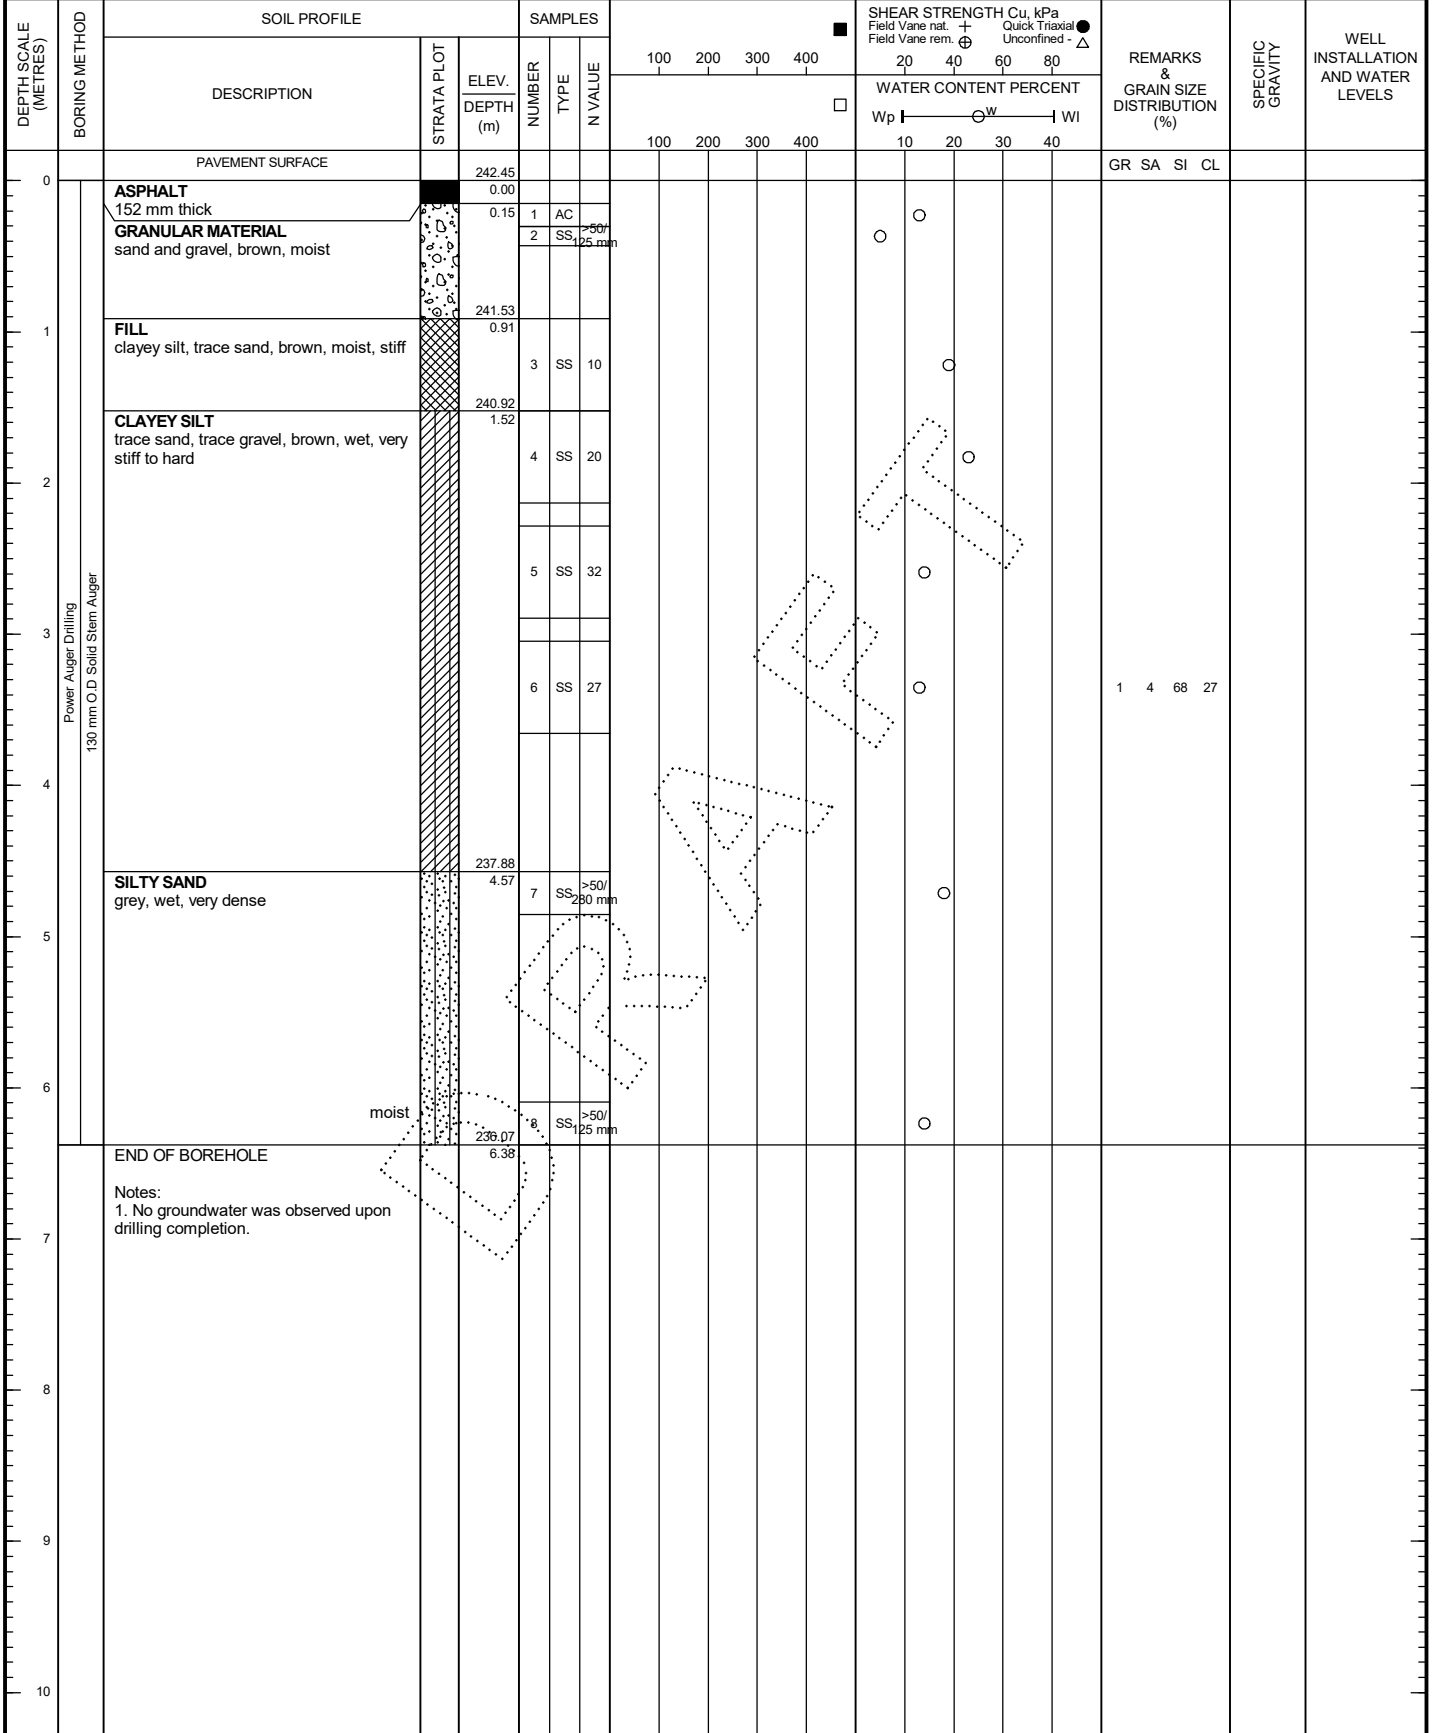 DEPTH SCALE
(METRES)
BORING METHOD
SOIL PROFILE
DESCRIPTION
STRATA PLOT
ELEV.
DEPTH
(m)
SAMPLES
NUMBER
TYPE
N VALUE
100 200 300 400
100 200 300 400
SHEAR STRENGTH Cu, kPa
Field Vane nat. Quick Triaxial
Field Vane rem. Unconfined -
20 40 60 80
WATER CONTENT PERCENT
Wp W Wl
10 20 30 40
REMARKS
&
GRAIN SIZE
DISTRIBUTION
(%)
GR SA SI CL
SPECIFIC
GRAVITY
WELL
INSTALLATION
AND WATER
LEVELS
PAVEMENT SURFACE
242.45
0
ASPHALT
152 mm thick
0.00
0.15
1 AC
GRANULAR MATERIAL
sand and gravel, brown, moist
2 SS >50/
125 mm
241.53
1
FILL
clayey silt, trace sand, brown, moist, stiff
0.91
3 SS 10
240.92
CLAYEY SILT
trace sand, trace gravel, brown, wet, very
stiff to hard
1.52
4 SS 20
2
5 SS 32
3
Power Auger Drilling
130 mm O.D Solid Stem Auger
6 SS 27
1 4 68 27
4
237.88
SILTY SAND
grey, wet, very dense
4.57
7 SS >50/
280 mm
5
6
moist
8 SS >50/
125 mm
236.07
END OF BOREHOLE
6.38
Notes:
1. No groundwater was observed upon
drilling completion.
7
8
9
10
DRAFT